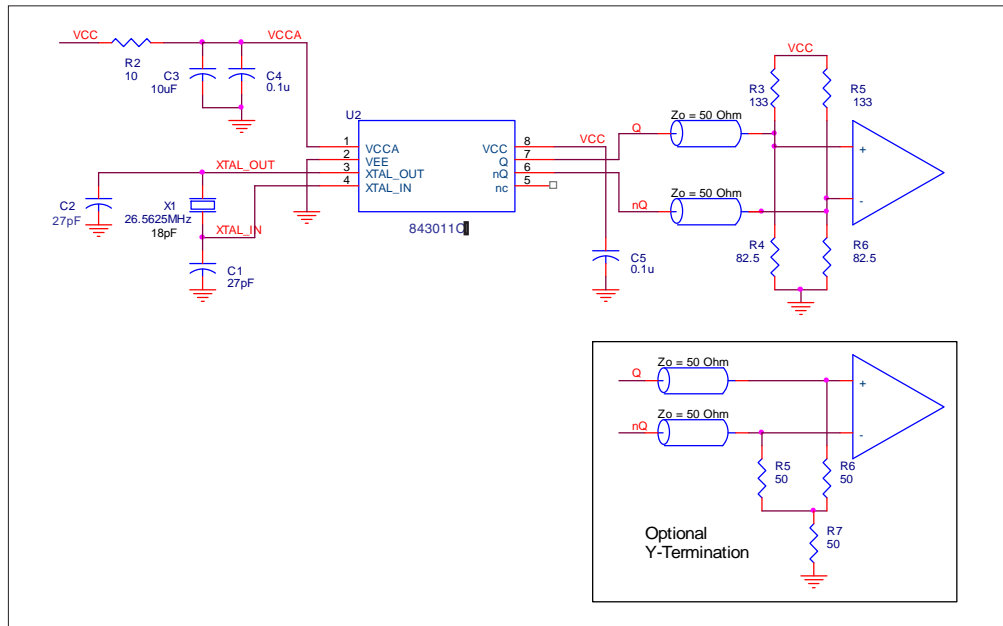 VCC
R2
10
VCCA
C3
10uF
C4
0.1u
U2
1
2
3
4
VCCA
VEE
XTAL_OUT
XTAL_IN
VCC
Q
nQ
nc
8
7
6
5
XTAL_OUT
C2
27pF
X1
26.5625MHz
18pF
XTAL_IN
C1
27pF
VCC
C5
0.1u
Q
Zo = 50 Ohm
nQ
Zo = 50 Ohm
VCC
R3
133
R5
133
+
-
R4
82.5
R6
82.5
Q
Zo = 50 Ohm
nQ
Zo = 50 Ohm
+
-
R5
50
R6
50
R7
50
Optional
Y-Termination